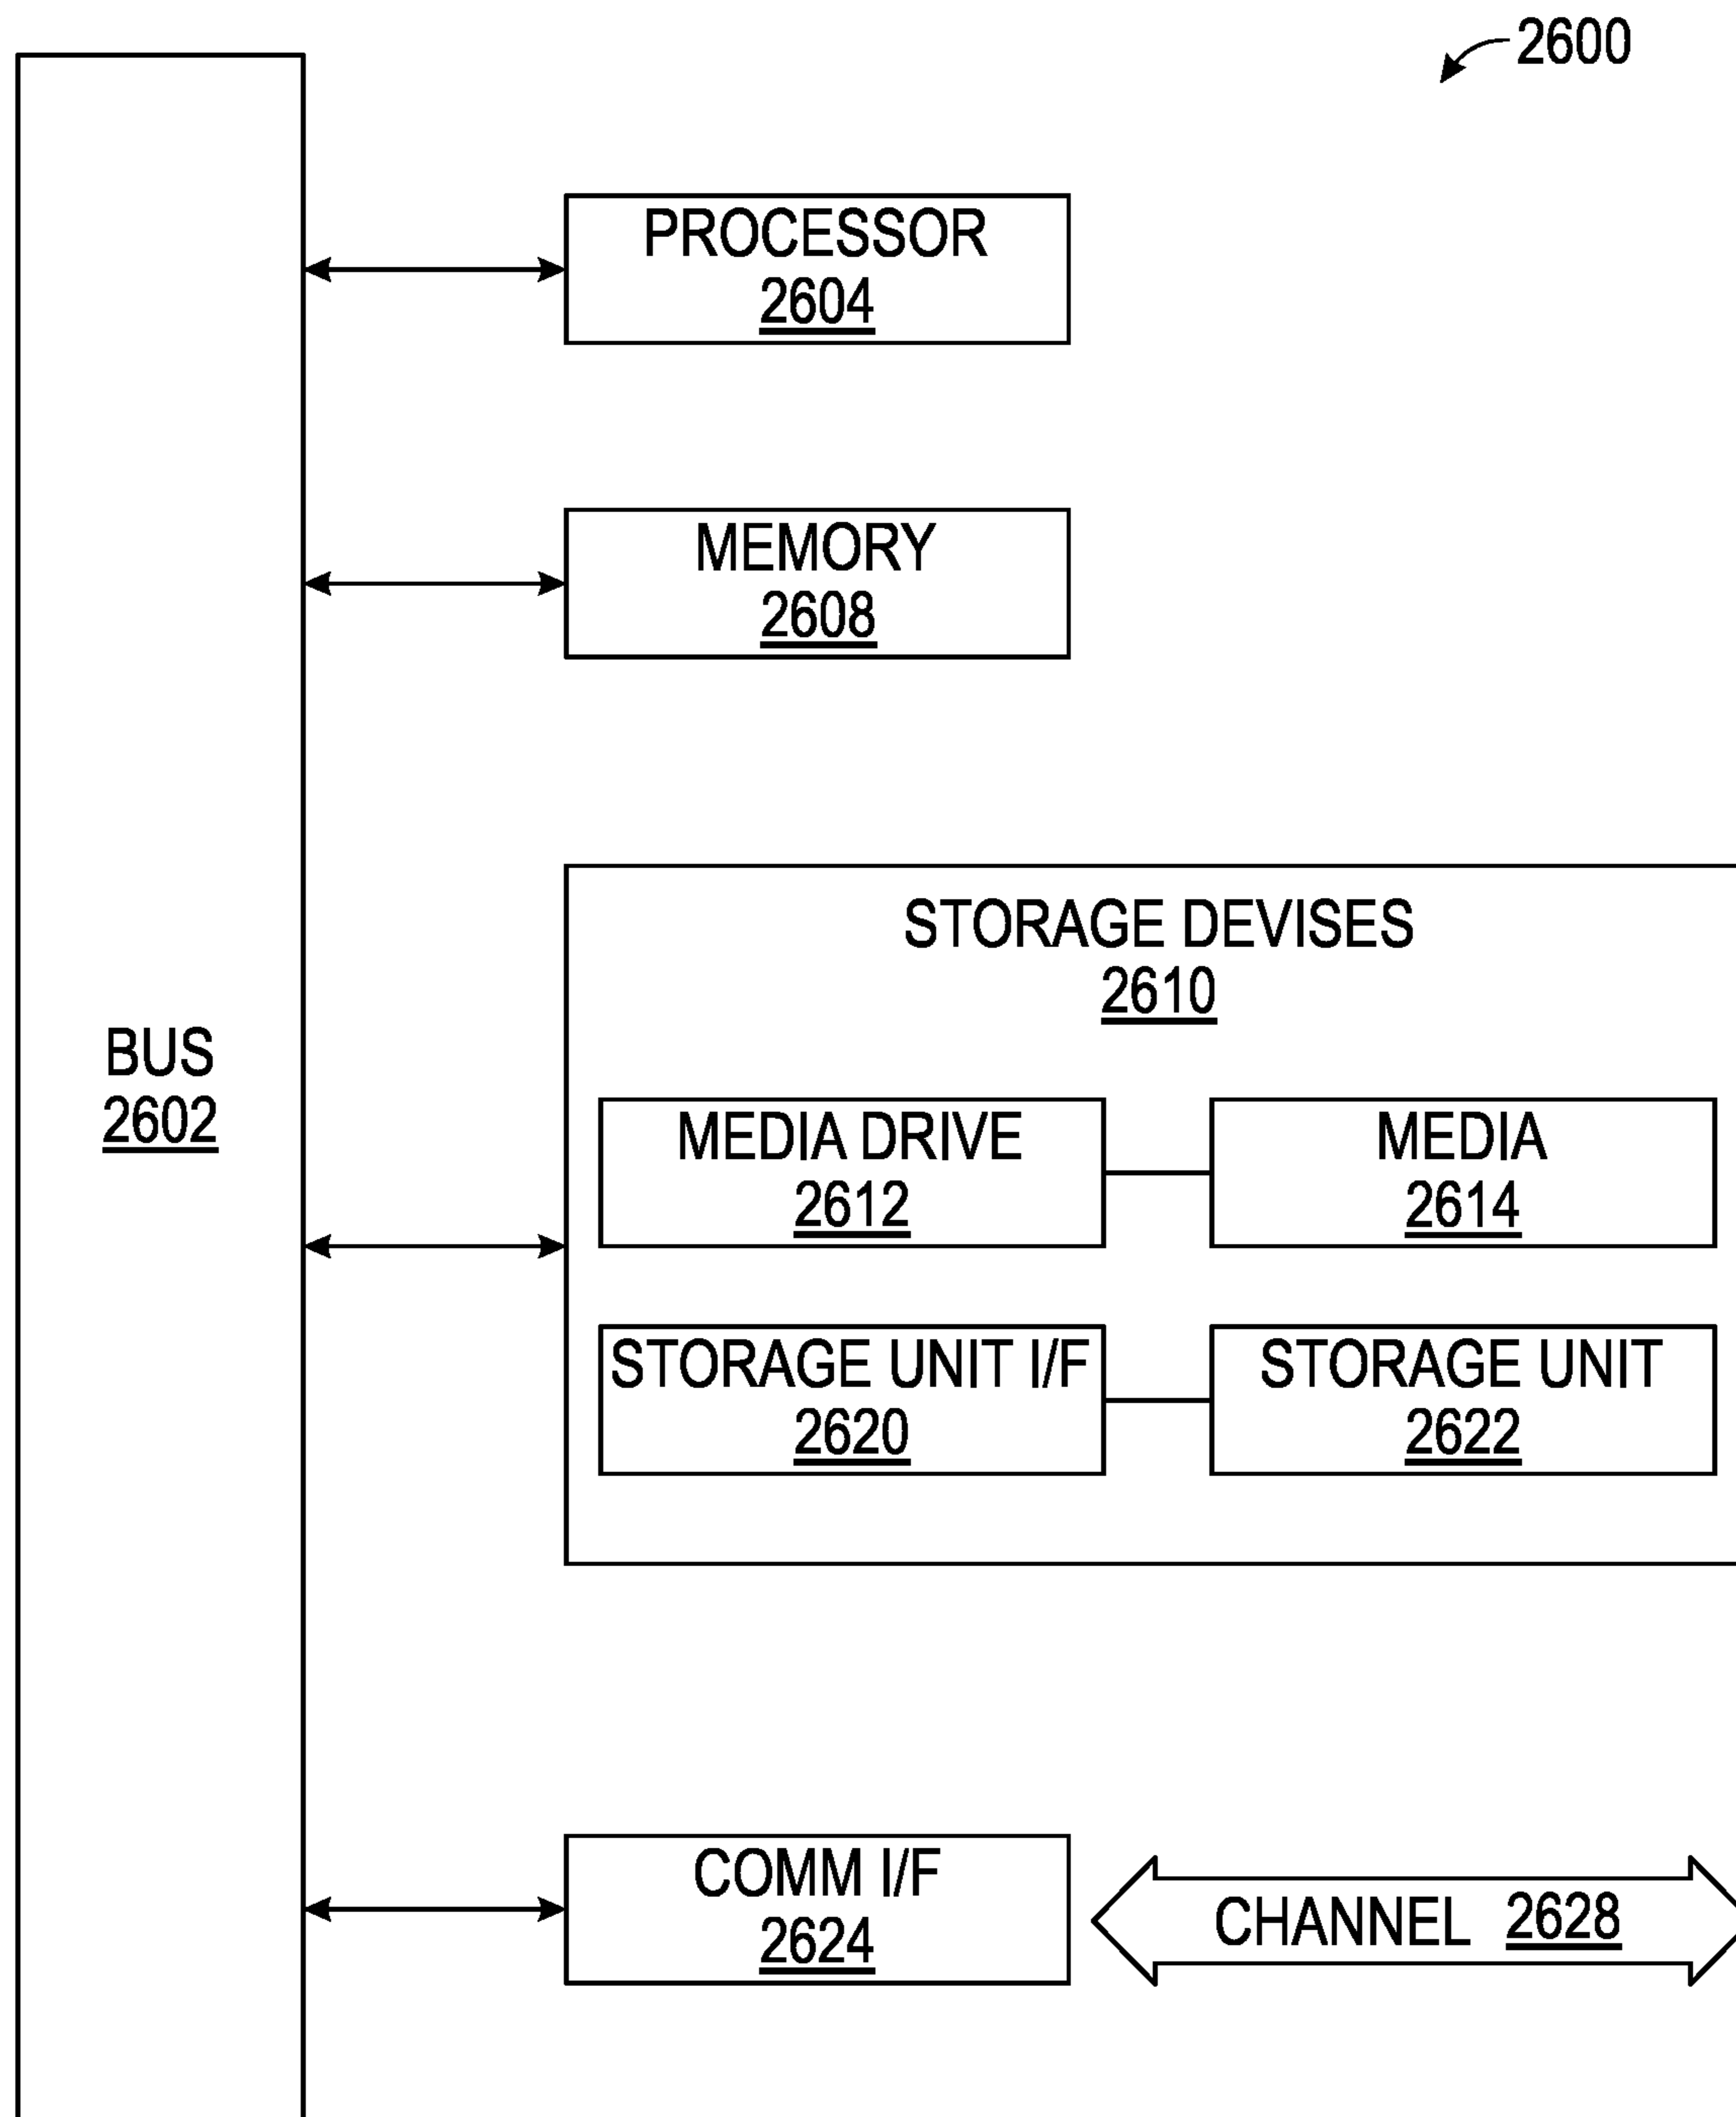 2600
PROCESSOR
2604
MEMORY
2608
STORAGE DEVISES
2610
BUS
2602
MEDIA DRIVE
2612
MEDIA
2614
STORAGE UNIT I/F
2620
STORAGE UNIT
2622
COMM I/F
2624
CHANNEL 2628